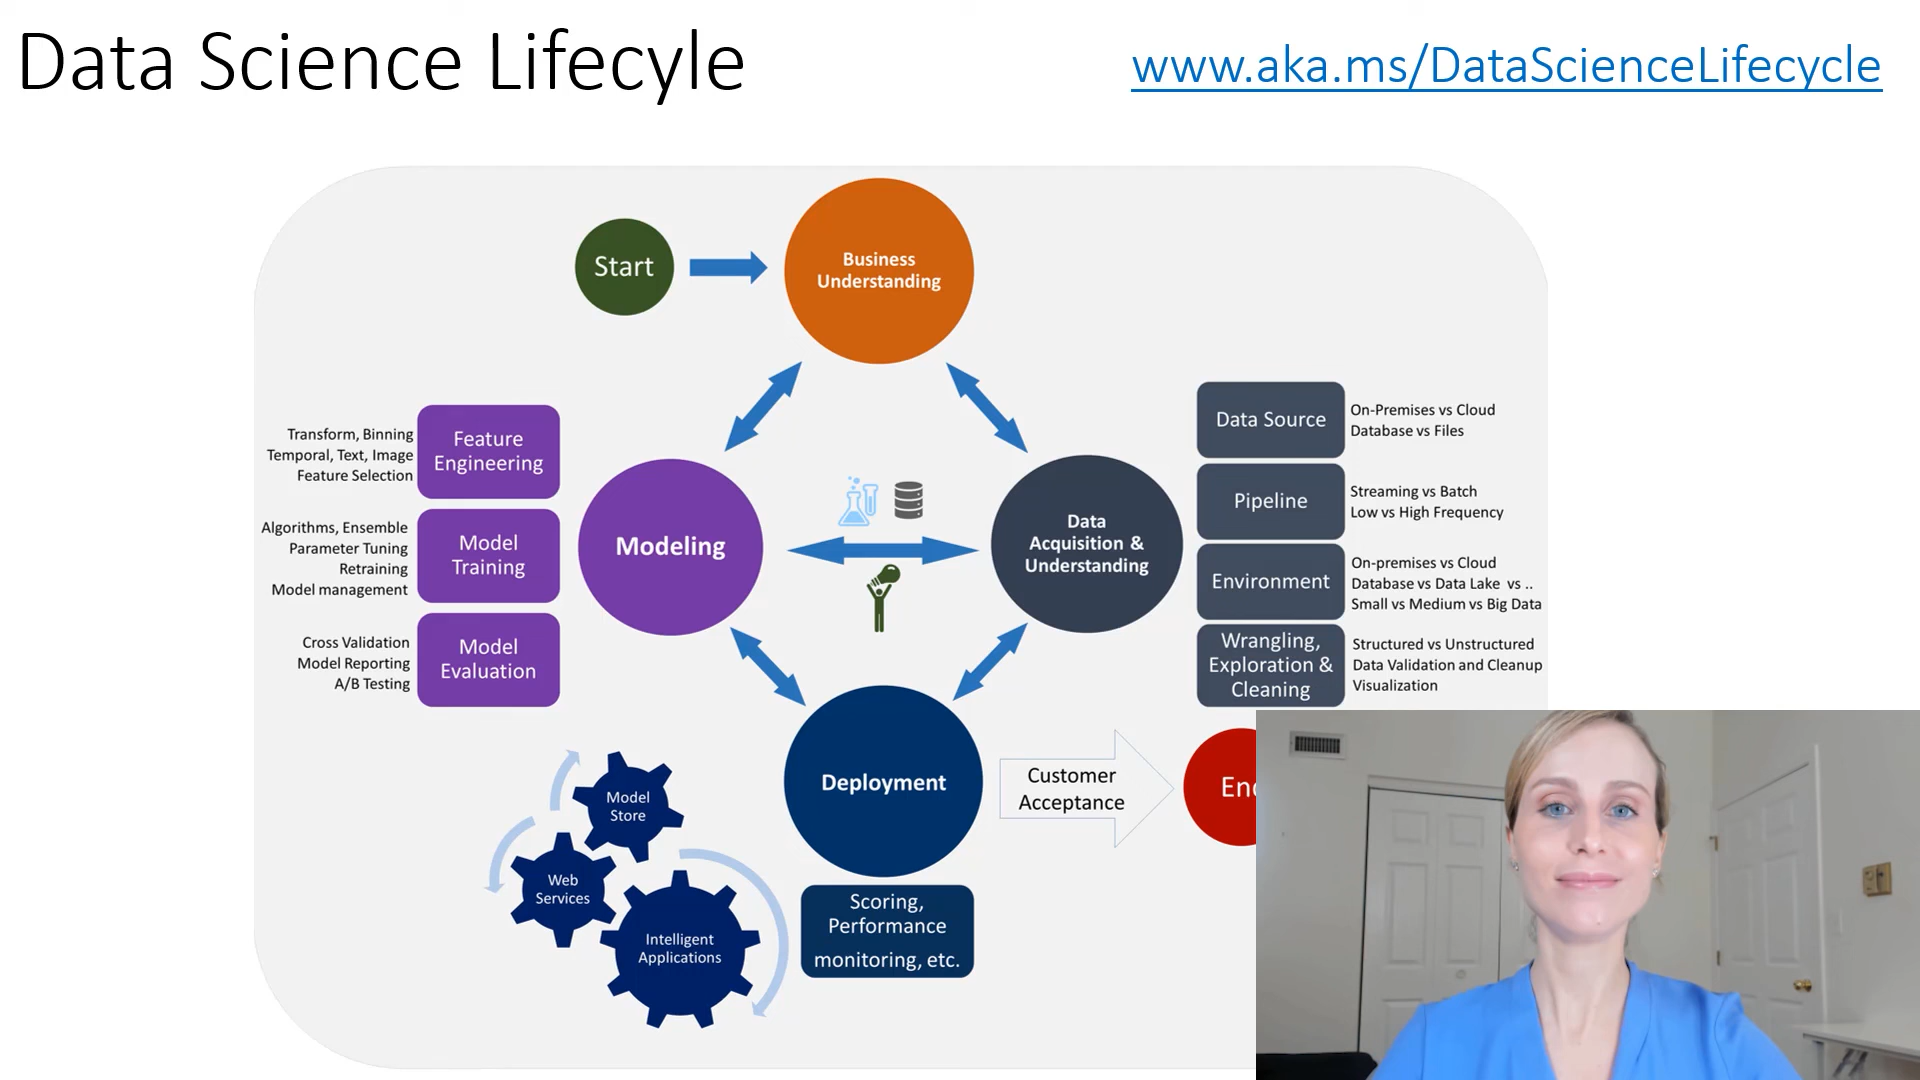 Data Science Lifecyle
www.aka.ms/DataScienceLifecycle
Start
Business
Understanding
Transform, Binning
Temporal, Text, Image
Feature Selection
Feature
Engineering
Algorithms, Ensemble
Parameter Tuning
Retraining
Model management
Model
Training
Cross Validation
Model Reporting
A/B Testing
Model
Evaluation
Modeling
Data
Acquisition &
Understanding
Data Source
On-Premises vs Cloud
Database vs Files
Pipeline
Streaming vs Batch
Low vs High Frequency
Environment
On-premises vs Cloud
Database vs Data Lake vs ..
Small vs Medium vs Big Data
Wrangling,
Exploration &
Cleaning
Structured vs Unstructured
Data Validation and Cleanup
Visualization
Model
Store
Web
Services
Intelligent
Applications
Deployment
Scoring,
Performance
monitoring, etc.
Customer
Acceptance